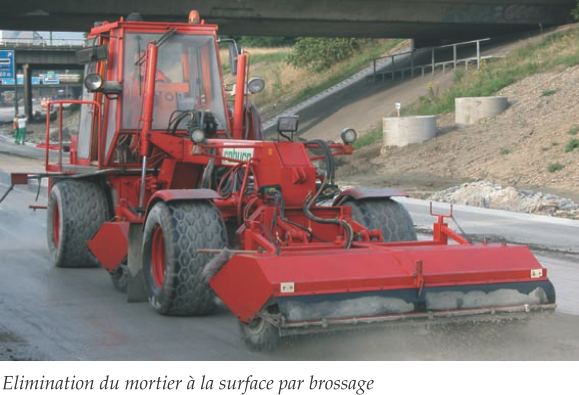 Elimination du mortier à la surface par brossage